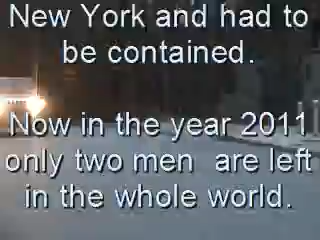 New York and had to
be contained.
Now in the year 2011
only two men  are left
in the whole world.